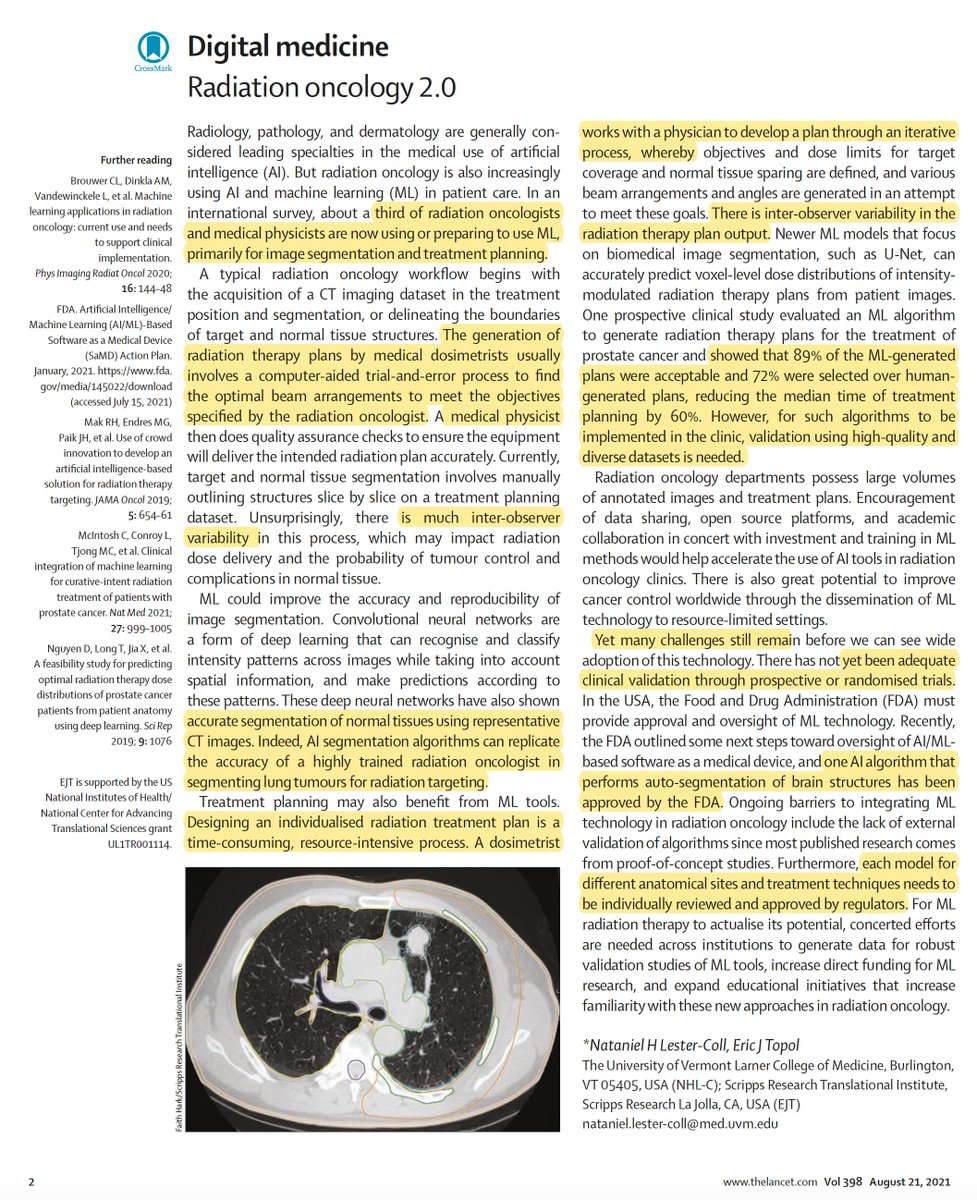 CrossMark
Digital medicine
Radiation oncology 2.0
Further reading
Brouwer CL, Dinkla AM,
Vandewinckele L, et al. Machine
learning applications in radiation
oncology: current use and needs
to support clinical
implementation.
Phys Imaging Radiat Oncol 2020;
16: 144–48
FDA. Artificial Intelligence/
Machine Learning (AI/ML)-Based
Software as a Medical Device
(SaMD) Action Plan.
January, 2021. https://www.fda.
gov/media/145022/download
(accessed July 15, 2021)
Mak RH, Endres MG,
Paik JH, et al. Use of crowd
innovation to develop an
artificial intelligence-based
solution for radiation therapy
targeting. JAMA Oncol 2019;
5: 654–61
McIntosh C, Conroy L,
Tjong MC, et al. Clinical
integration of machine learning
for curative-intent radiation
treatment of patients with
prostate cancer. Nat Med 2021;
27: 999–1005
Nguyen D, Long T, Jia X, et al.
A feasibility study for predicting
optimal radiation therapy dose
distributions of prostate cancer
patients from patient anatomy
using deep learning. Sci Rep
2019; 9: 1076
EJT is supported by the US
National Institutes of Health/
National Center for Advancing
Translational Sciences grant
UL1TR001114.
Radiology, pathology, and dermatology are generally con-
sidered leading specialties in the medical use of artificial
intelligence (AI). But radiation oncology is also increasingly
using AI and machine learning (ML) in patient care. In an
international survey, about a third of radiation oncologists
and medical physicists are now using or preparing to use ML,
primarily for image segmentation and treatment planning.
A typical radiation oncology workflow begins with
the acquisition of a CT imaging dataset in the treatment
position and segmentation, or delineating the boundaries
of target and normal tissue structures. The generation of
radiation therapy plans by medical dosimetrists usually
involves a computer-aided trial-and-error process to find
the optimal beam arrangements to meet the objectives
specified by the radiation oncologist. A medical physicist
then does quality assurance checks to ensure the equipment
will deliver the intended radiation plan accurately. Currently,
target and normal tissue segmentation involves manually
outlining structures slice by slice on a treatment planning
dataset. Unsurprisingly, there is much inter-observer
variability in this process, which may impact radiation
dose delivery and the probability of tumour control and
complications in normal tissue.
ML could improve the accuracy and reproducibility of
image segmentation. Convolutional neural networks are
a form of deep learning that can recognise and classify
intensity patterns across images while taking into account
spatial information, and make predictions according to
these patterns. These deep neural networks have also shown
accurate segmentation of normal tissues using representative
CT images. Indeed, AI segmentation algorithms can replicate
the accuracy of a highly trained radiation oncologist in
segmenting lung tumours for radiation targeting.
Treatment planning may also benefit from ML tools.
Designing an individualised radiation treatment plan is a
time-consuming, resource-intensive process. A dosimetrist
Faith Hark/Scripps Research Translational Institute
works with a physician to develop a plan through an iterative
process, whereby objectives and dose limits for target
coverage and normal tissue sparing are defined, and various
beam arrangements and angles are generated in an attempt
to meet these goals. There is inter-observer variability in the
radiation therapy plan output. Newer ML models that focus
on biomedical image segmentation, such as U-Net, can
accurately predict voxel-level dose distributions of intensity-
modulated radiation therapy plans from patient images.
One prospective clinical study evaluated an ML algorithm
to generate radiation therapy plans for the treatment of
prostate cancer and showed that 89% of the ML-generated
plans were acceptable and 72% were selected over human-
generated plans, reducing the median time of treatment
planning by 60%. However, for such algorithms to be
implemented in the clinic, validation using high-quality and
diverse datasets is needed.
Radiation oncology departments possess large volumes
of annotated images and treatment plans. Encouragement
of data sharing, open source platforms, and academic
collaboration in concert with investment and training in ML
methods would help accelerate the use of AI tools in radiation
oncology clinics. There is also great potential to improve
cancer control worldwide through the dissemination of ML
technology to resource-limited settings.
Yet many challenges still remain before we can see wide
adoption of this technology. There has not yet been adequate
clinical validation through prospective or randomised trials.
In the USA, the Food and Drug Administration (FDA) must
provide approval and oversight of ML technology. Recently,
the FDA outlined some next steps toward oversight of AI/ML-
based software as a medical device, and one AI algorithm that
performs auto-segmentation of brain structures has been
approved by the FDA. Ongoing barriers to integrating ML
technology in radiation oncology include the lack of external
validation of algorithms since most published research comes
from proof-of-concept studies. Furthermore, each model for
different anatomical sites and treatment techniques needs to
be individually reviewed and approved by regulators. For ML
radiation therapy to actualise its potential, concerted efforts
are needed across institutions to generate data for robust
validation studies of ML tools, increase direct funding for ML
research, and expand educational initiatives that increase
familiarity with these new approaches in radiation oncology.
*Nataniel H Lester-Coll, Eric J Topol
The University of Vermont Larner College of Medicine, Burlington,
VT 05405, USA (NHL-C); Scripps Research Translational Institute,
Scripps Research La Jolla, CA, USA (EJT)
nataniel.lester-coll@med.uvm.edu
2
www.thelancet.com Vol 398 August 21, 2021